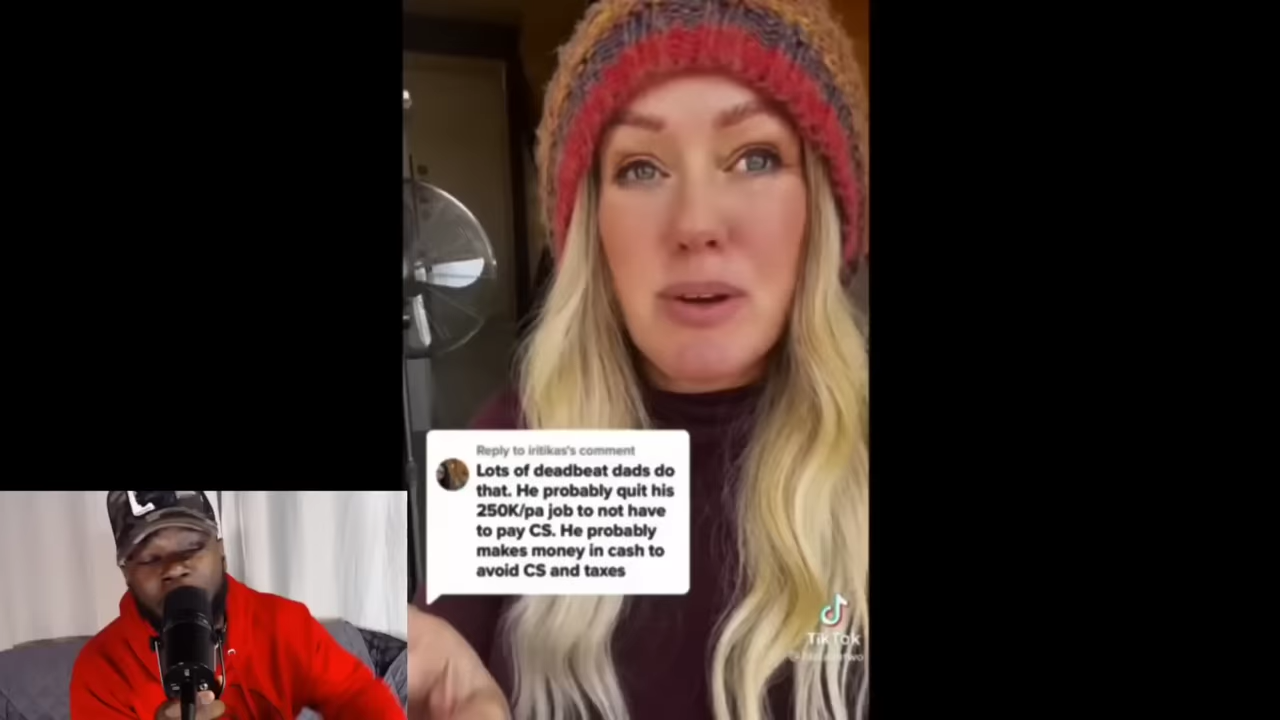 L
Reply to iritikas's comment
Lots of deadbeat dads do
that. He probably quit his
250K/pa job to not have
to pay CS. He probably
makes money in cash to
avoid CS and taxes
TikTok